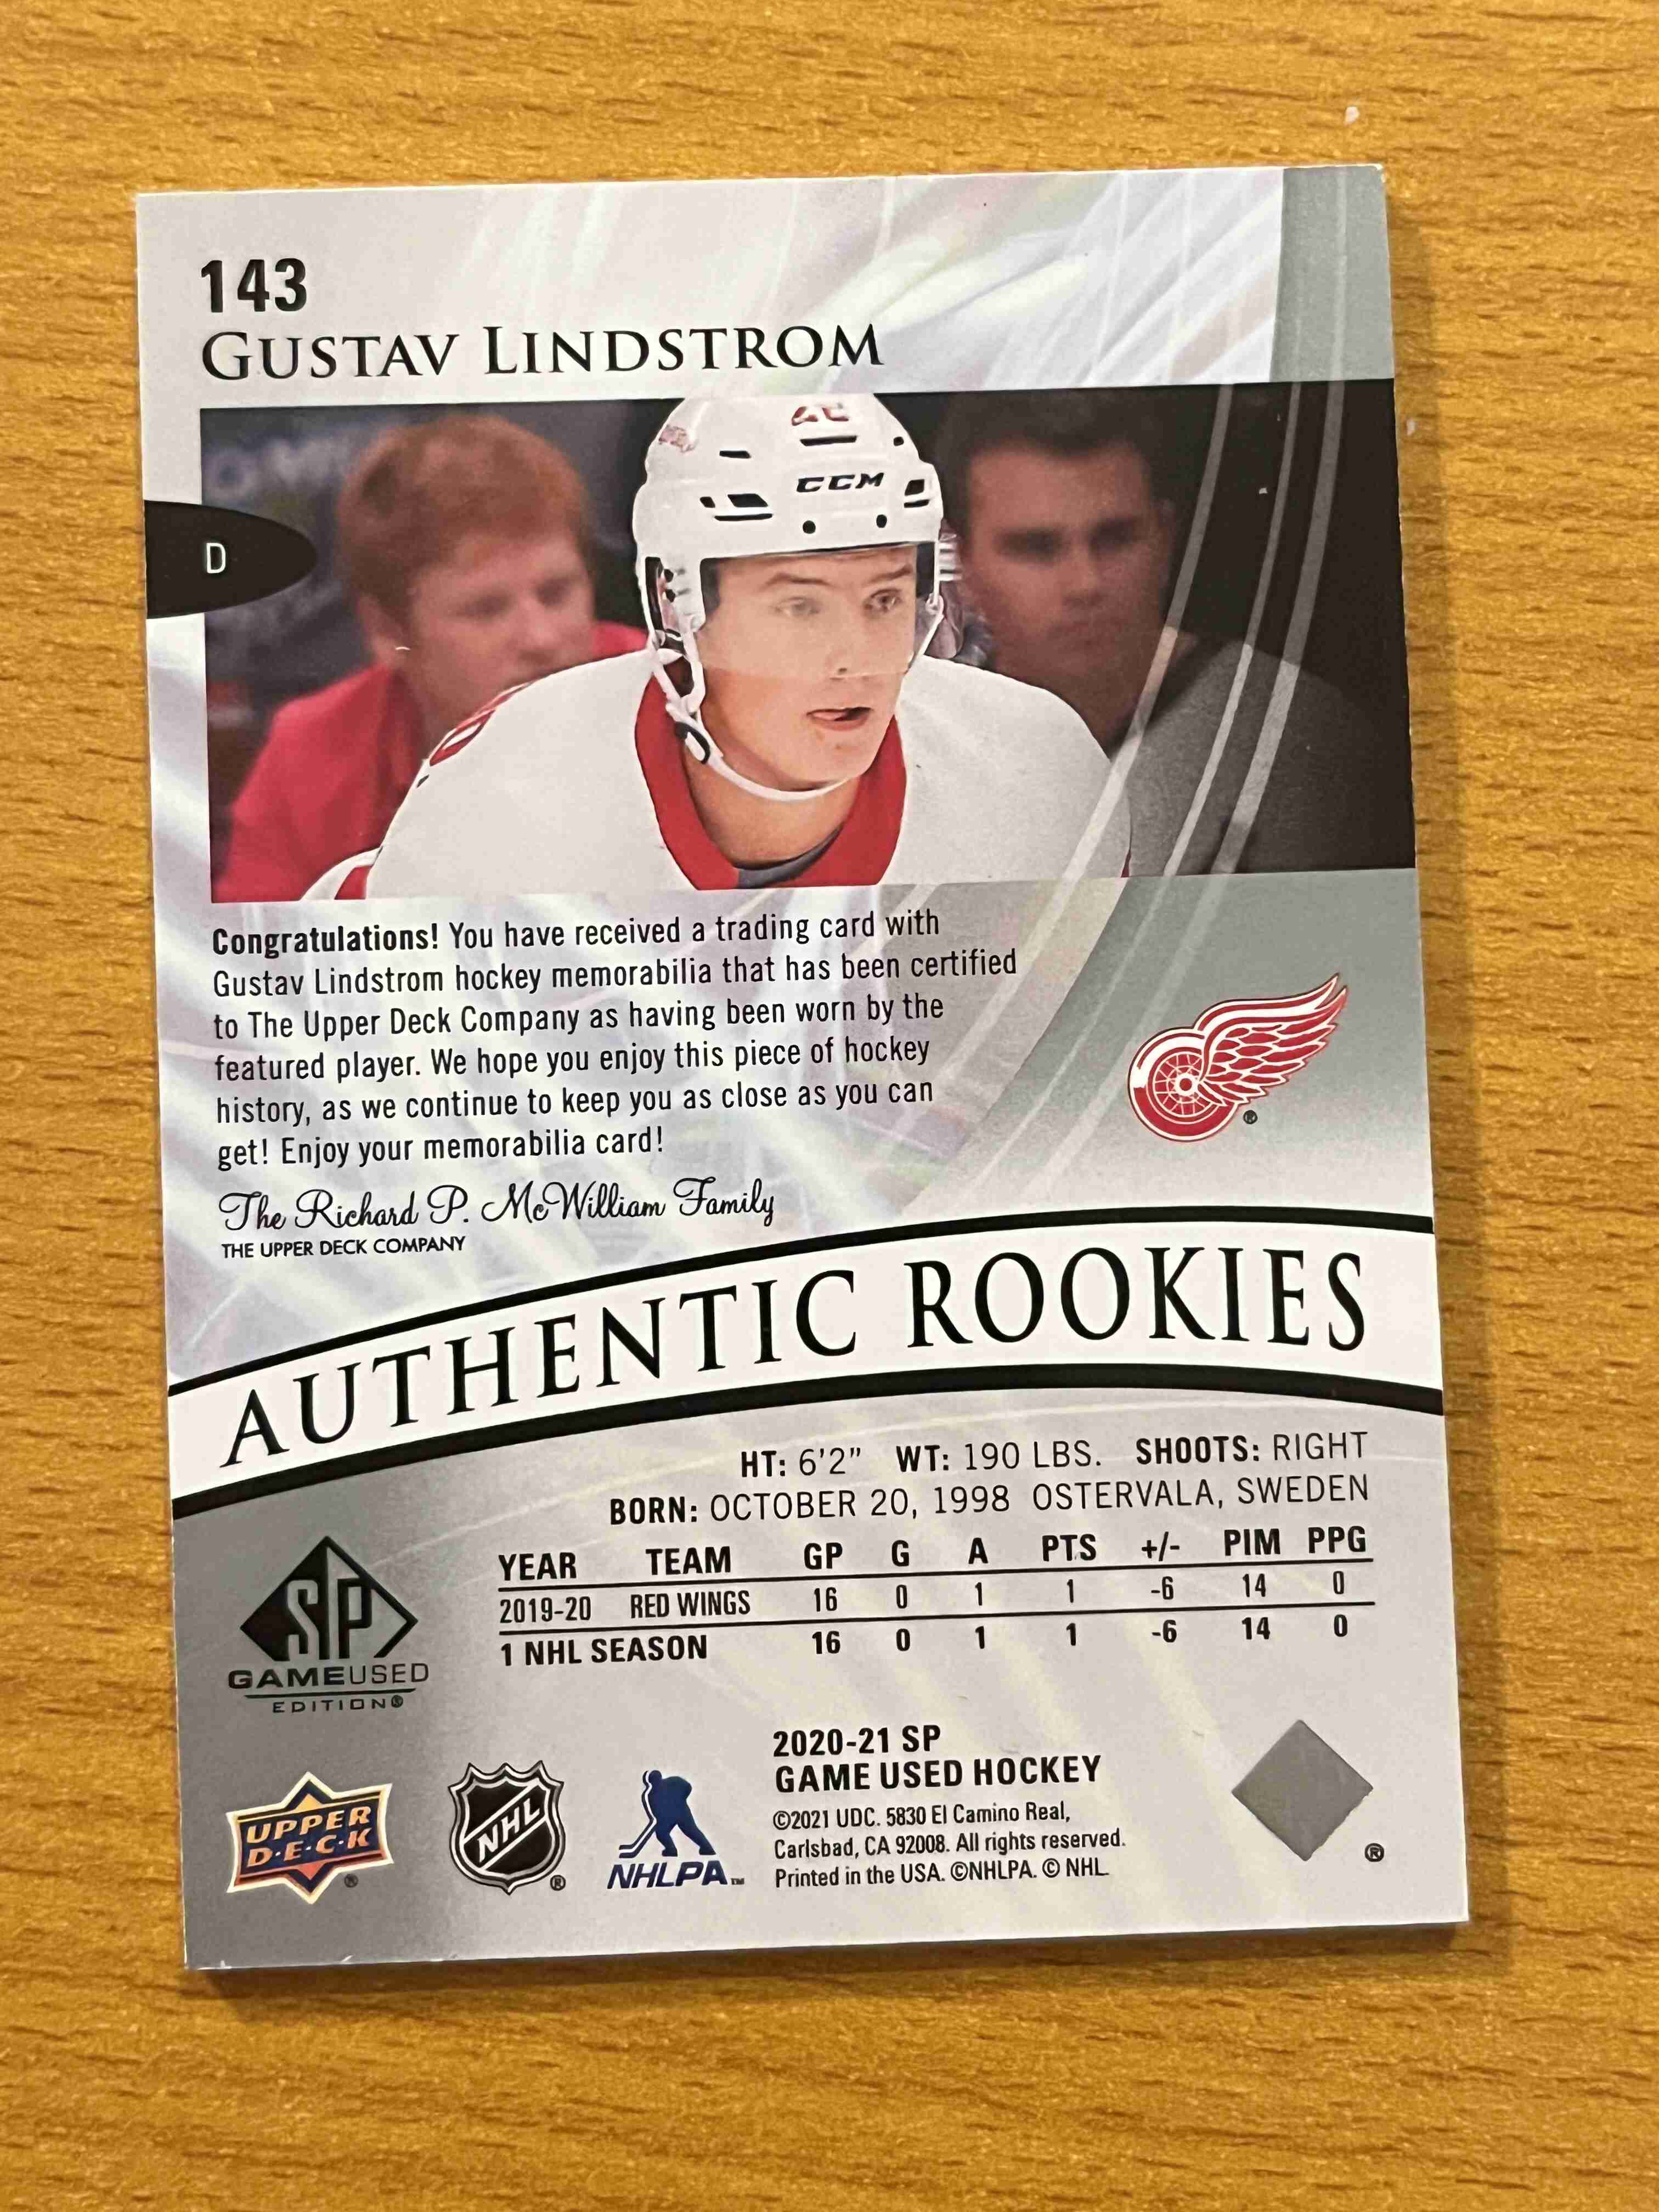 143
GUSTAV LINDSTROM
CCM
D
Congratulations! You have received a trading card with
Gustav Lindstrom hockey memorabilia that has been certified
to The Upper Deck Company as having been worn by the
featured player. We hope you enjoy this piece of hockey
history, as we continue to keep you as close as you can
get! Enjoy your memorabilia card!
The Richard P. McWilliam Family
THE UPPER DECK COMPANY
®
AUTHENTIC ROOKIES
HT: 6'2" WT: 190 LBS. SHOOTS: RIGHT
BORN: OCTOBER 20, 1998 OSTERVALA, SWEDEN
YEAR TEAM GP G A PTS +/- PIM PPG
2019-20 RED WINGS 16 0 1 1 -6 14 0
1 NHL SEASON 16 0 1 1 -6 14 0
SP
GAMEUSED
EDITION®
2020-21 SP
GAME USED HOCKEY
©2021 UDC. 5830 El Camino Real,
Carlsbad, CA 92008. All rights reserved.
Printed in the USA. ©NHLPA. © NHL
UPPER
D·E·C·K
®
NHL
®
NHLPA™
®